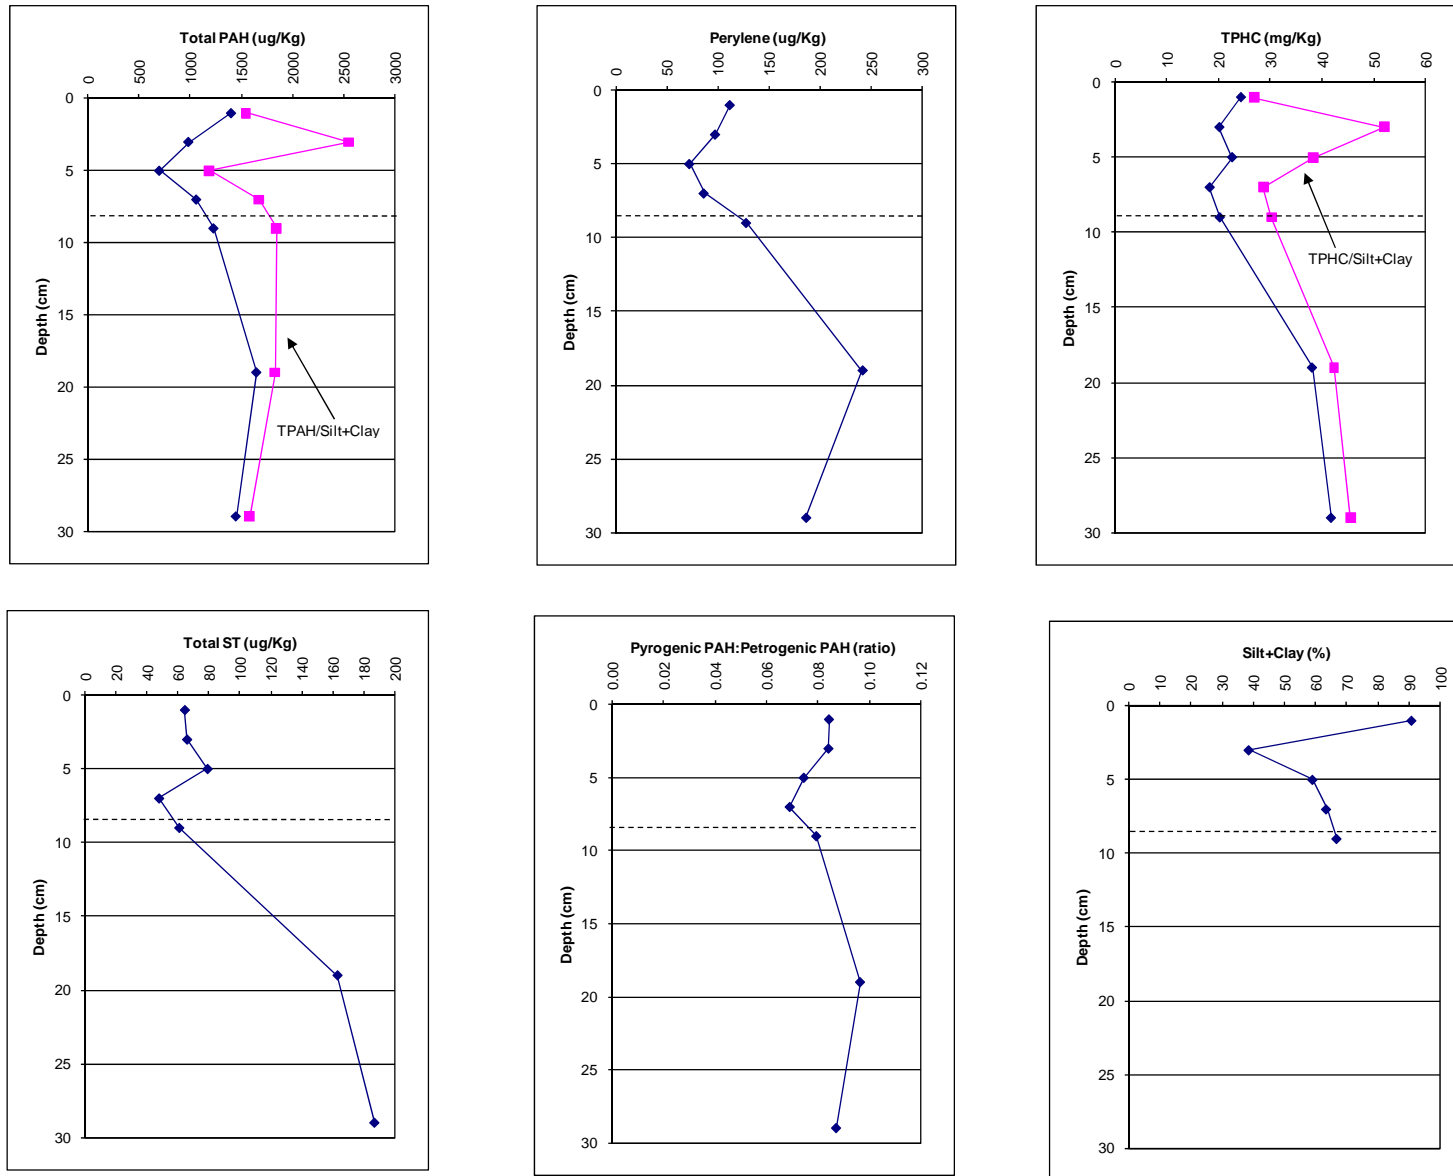 Total PAH (ug/Kg)
0 500 1000 1500 2000 2500 3000
0
5
10
15
20
25
30
Depth (cm)
TPAH/Silt+Clay
Perylene (ug/Kg)
0 50 100 150 200 250 300
0
5
10
15
20
25
30
Depth (cm)
TPHC (mg/Kg)
0 10 20 30 40 50 60
0
5
10
15
20
25
30
Depth (cm)
TPHC/Silt+Clay
Total ST (ug/Kg)
0 20 40 60 80 100 120 140 160 180 200
0
5
10
15
20
25
30
Depth (cm)
Pyrogenic PAH:Petrogenic PAH (ratio)
0.00 0.02 0.04 0.06 0.08 0.10 0.12
0
5
10
15
20
25
30
Depth (cm)
Silt+Clay (%)
0 10 20 30 40 50 60 70 80 90 100
0
5
10
15
20
25
30
Depth (cm)